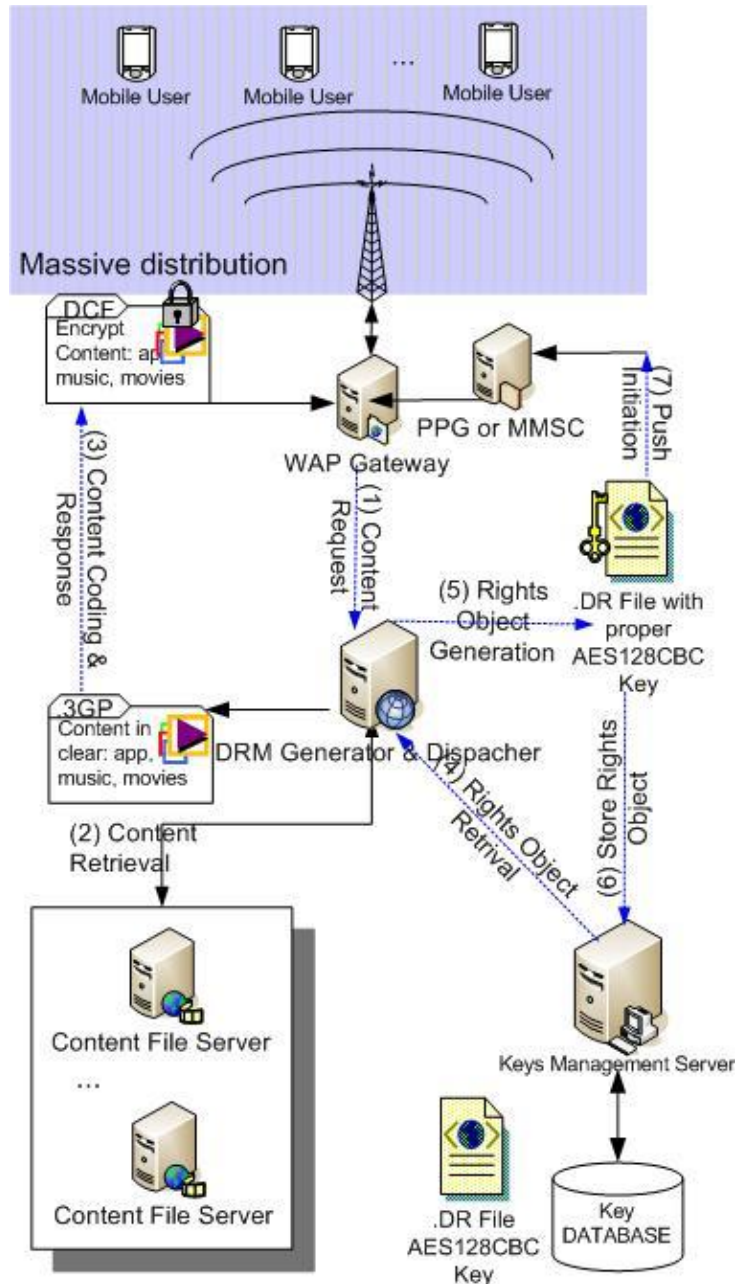 Mobile User
Mobile User
...
Mobile User
Massive distribution
.DCF
Encrypt
Content: ap
music, movies
PPG or MMSC
WAP Gateway
(7) Push
Initiation
(3) Content Coding &
Response
(1) Content
Request
(5) Rights
Object
Generation
.DR File with
proper
AES128CBC
Key
.3GP
Content in
clear: app,
music, movies
DRM Generator & Dispacher
(2) Content
Retrieval
(4) Rights Object
Retrival
(6) Store Rights
Object
Content File Server
...
Content File Server
Keys Management Server
.DR File
AES128CBC
Key
Key
DATABASE